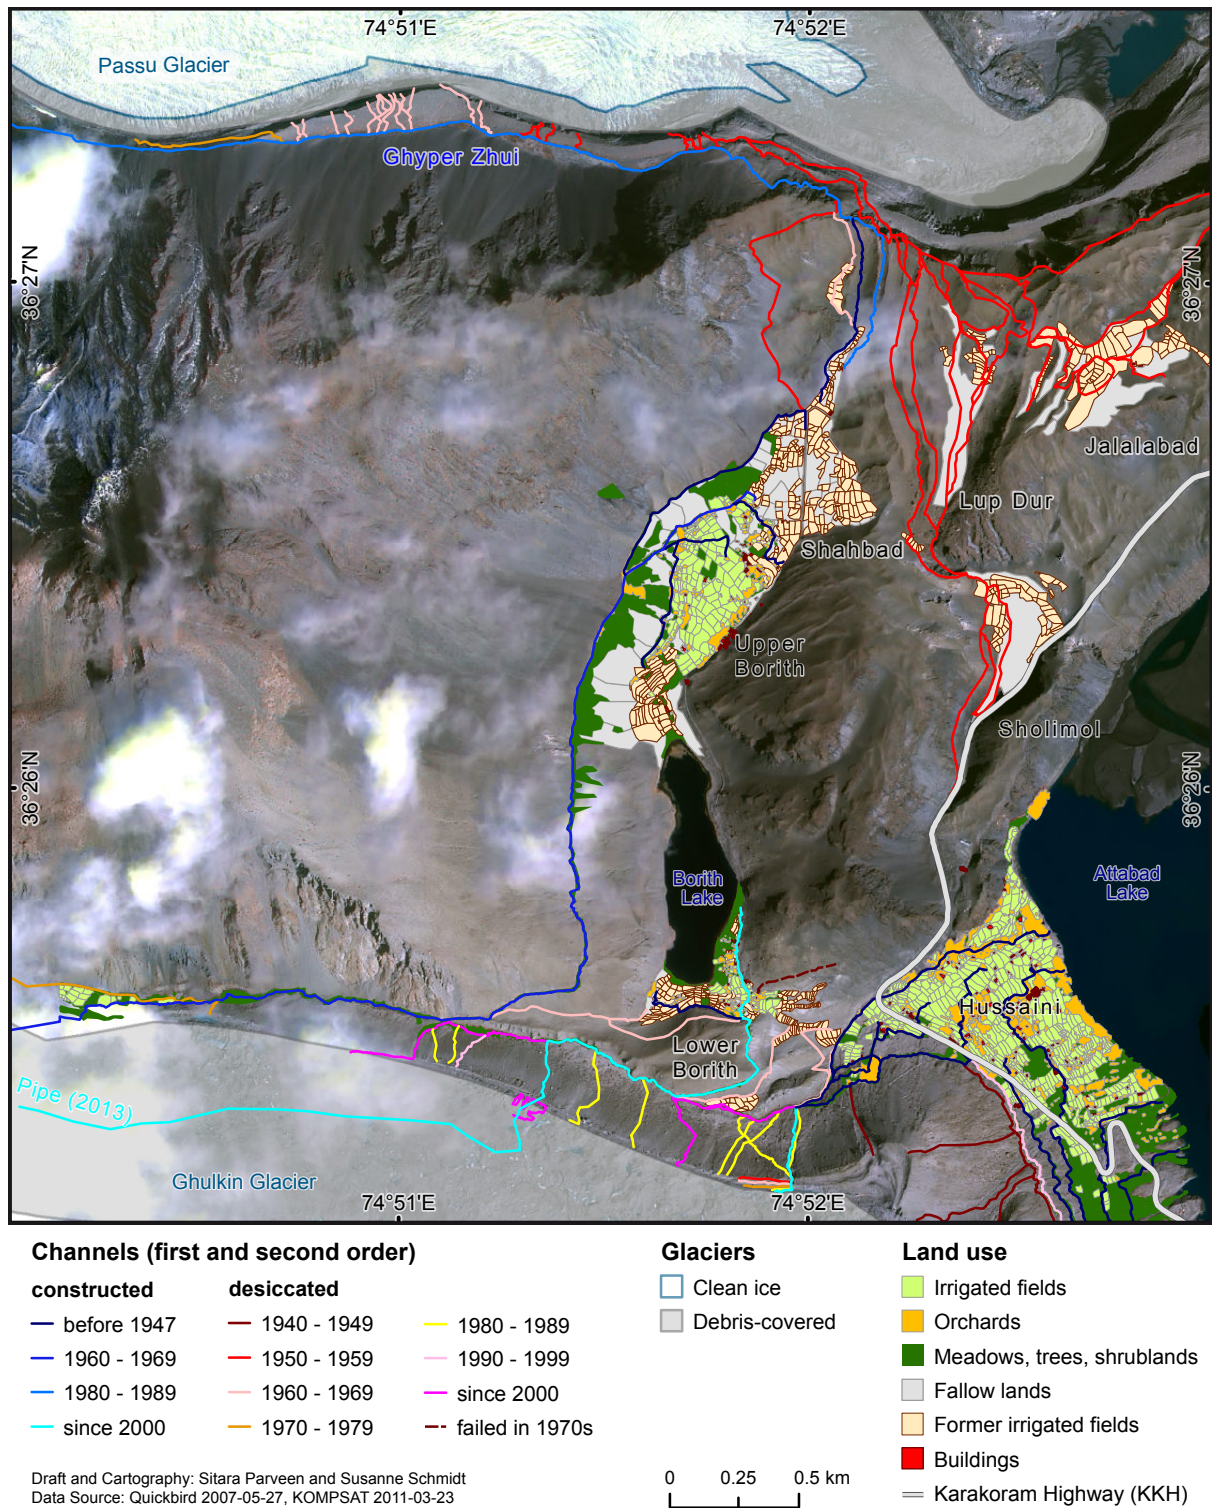 74°51'E
74°52'E
Passu Glacier
Ghyper Zhui
36°27'N
36°27'N
Jalalabad
Lup Dur
Shahbad
Upper
Borith
Sholimol
36°26'N
36°26'N
Borith
Lake
Attabad
Lake
Hussaini
Lower
Borith
Pipe (2013)
Ghulkin Glacier
74°51'E
74°52'E
Channels (first and second order)
constructed
before 1947
1960 - 1969
1980 - 1989
since 2000
desiccated
1940 - 1949
1950 - 1959
1960 - 1969
1970 - 1979
1980 - 1989
1990 - 1999
since 2000
failed in 1970s
Glaciers
Clean ice
Debris-covered
Land use
Irrigated fields
Orchards
Meadows, trees, shrublands
Fallow lands
Former irrigated fields
Buildings
Karakoram Highway (KKH)
Draft and Cartography: Sitara Parveen and Susanne Schmidt
Data Source: Quickbird 2007-05-27, KOMPSAT 2011-03-23
0 0.25 0.5 km